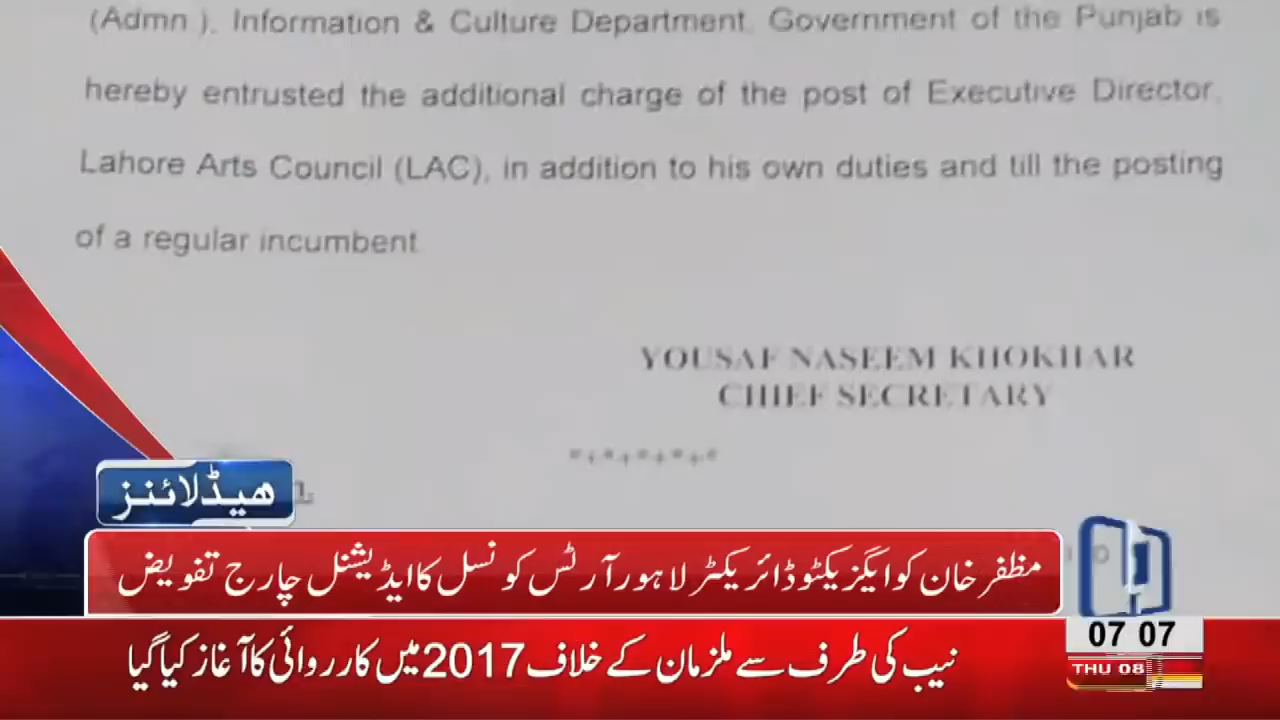 (Admn.), Information & Culture Department, Government of the Punjab is
hereby entrusted the additional charge of the post of Executive Director,
Lahore Arts Council (LAC), in addition to his own duties and till the posting
of a regular incumbent
YOUSAF NASEEM KHOKHAR
CHIEF SECRETARY
*+*+*+*+*
ہیڈلائنز
مظفر خان کو ایگزیکٹو ڈائریکٹر لاہور آرٹس کونسل کا ایڈیشنل چارج تفویض
07 07
نیب کی طرف سے ملزمان کے خلاف 2017 میں کارروائی کا آغاز کیا گیا
THU 08